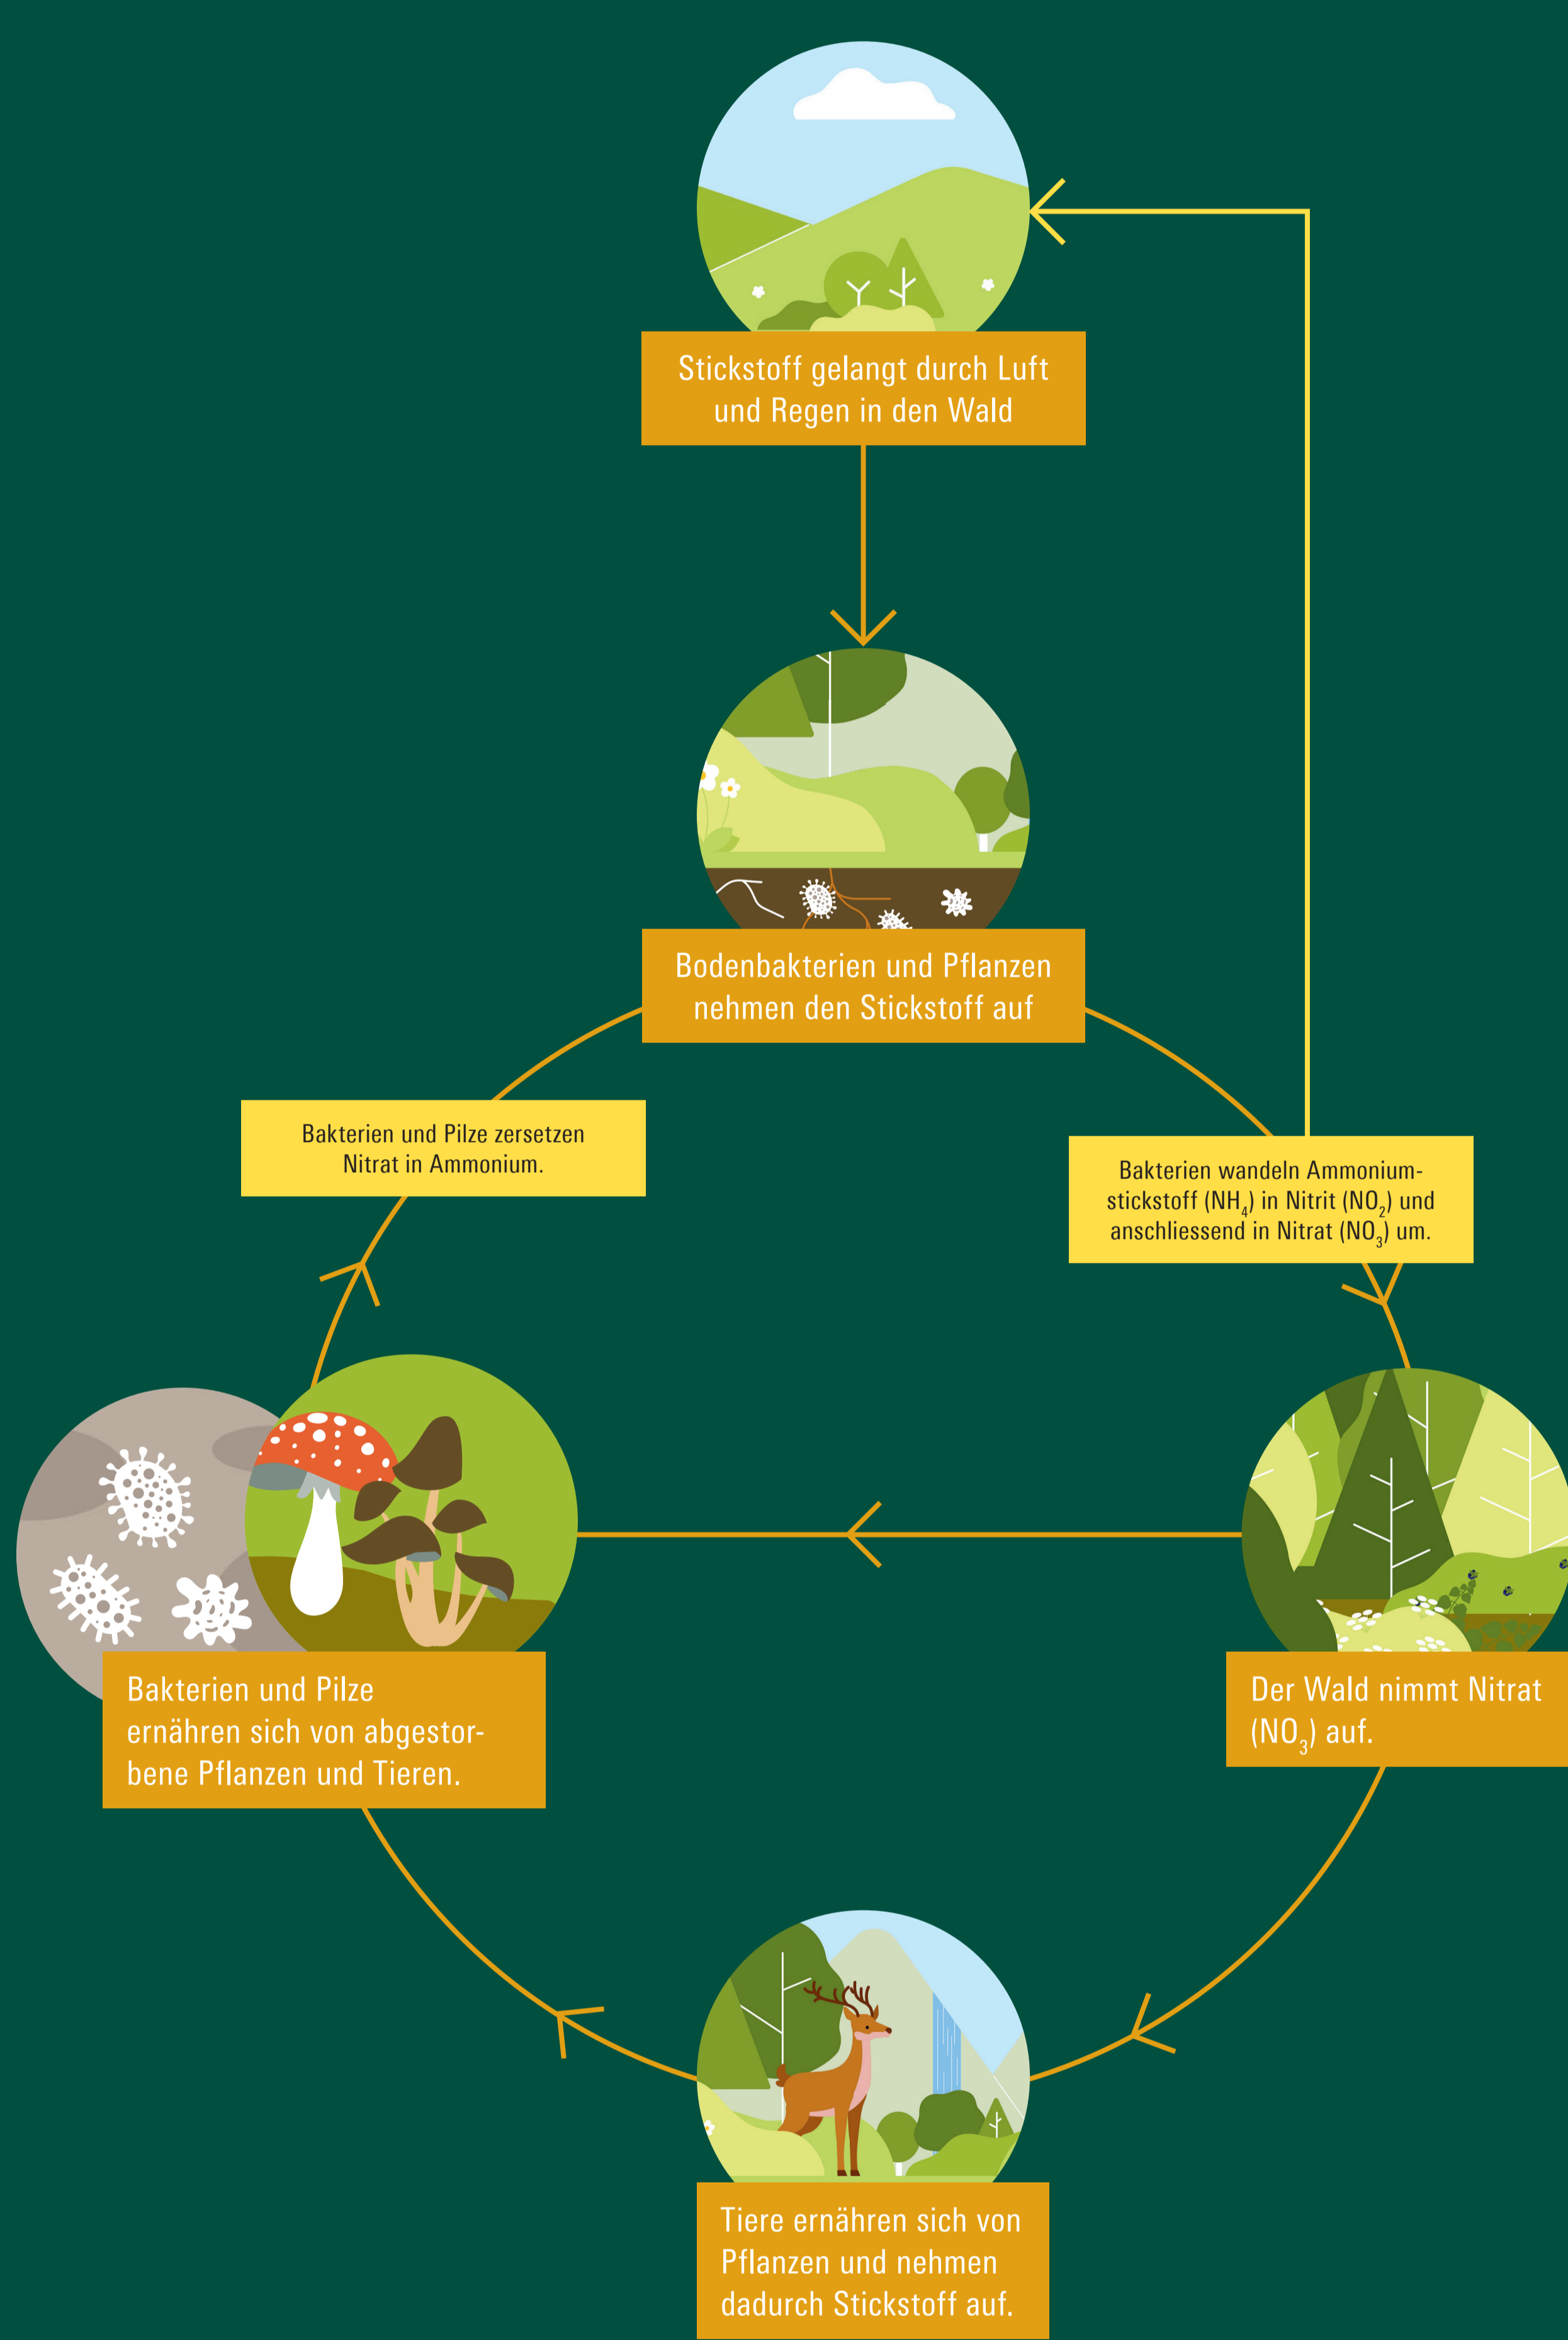 Stickstoff gelangt durch Luft
und Regen in den Wald
Bodenbakterien und Pflanzen
nehmen den Stickstoff auf
Bakterien und Pilze zersetzen
Nitrat in Ammonium.
Bakterien wandeln Ammonium-
stickstoff (NH₄) in Nitrit (NO₂) und
anschliessend in Nitrat (NO₃) um.
Bakterien und Pilze
ernähren sich von abgestor-
bene Pflanzen und Tieren.
Der Wald nimmt Nitrat
(NO₃) auf.
Tiere ernähren sich von
Pflanzen und nehmen
dadurch Stickstoff auf.